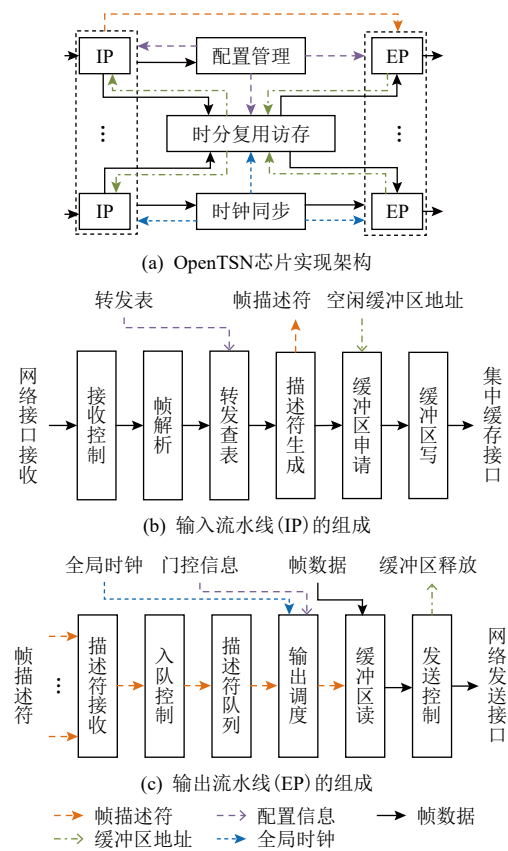 IP
配置管理
EP
时分复用访存
⋮
⋮
IP
时钟同步
EP
(a) OpenTSN芯片实现架构
转发表
帧描述符
空闲缓冲区地址
网络接口接收
接收控制
帧解析
转发查表
描述符生成
缓冲区申请
缓冲区写
集中缓存接口
(b) 输入流水线(IP)的组成
全局时钟
门控信息
帧数据
缓冲区释放
帧描述符
⋮
描述符接收
入队控制
描述符队列
输出调度
缓冲区读
发送控制
网络发送接口
(c) 输出流水线(EP)的组成
帧描述符
配置信息
帧数据
缓冲区地址
全局时钟